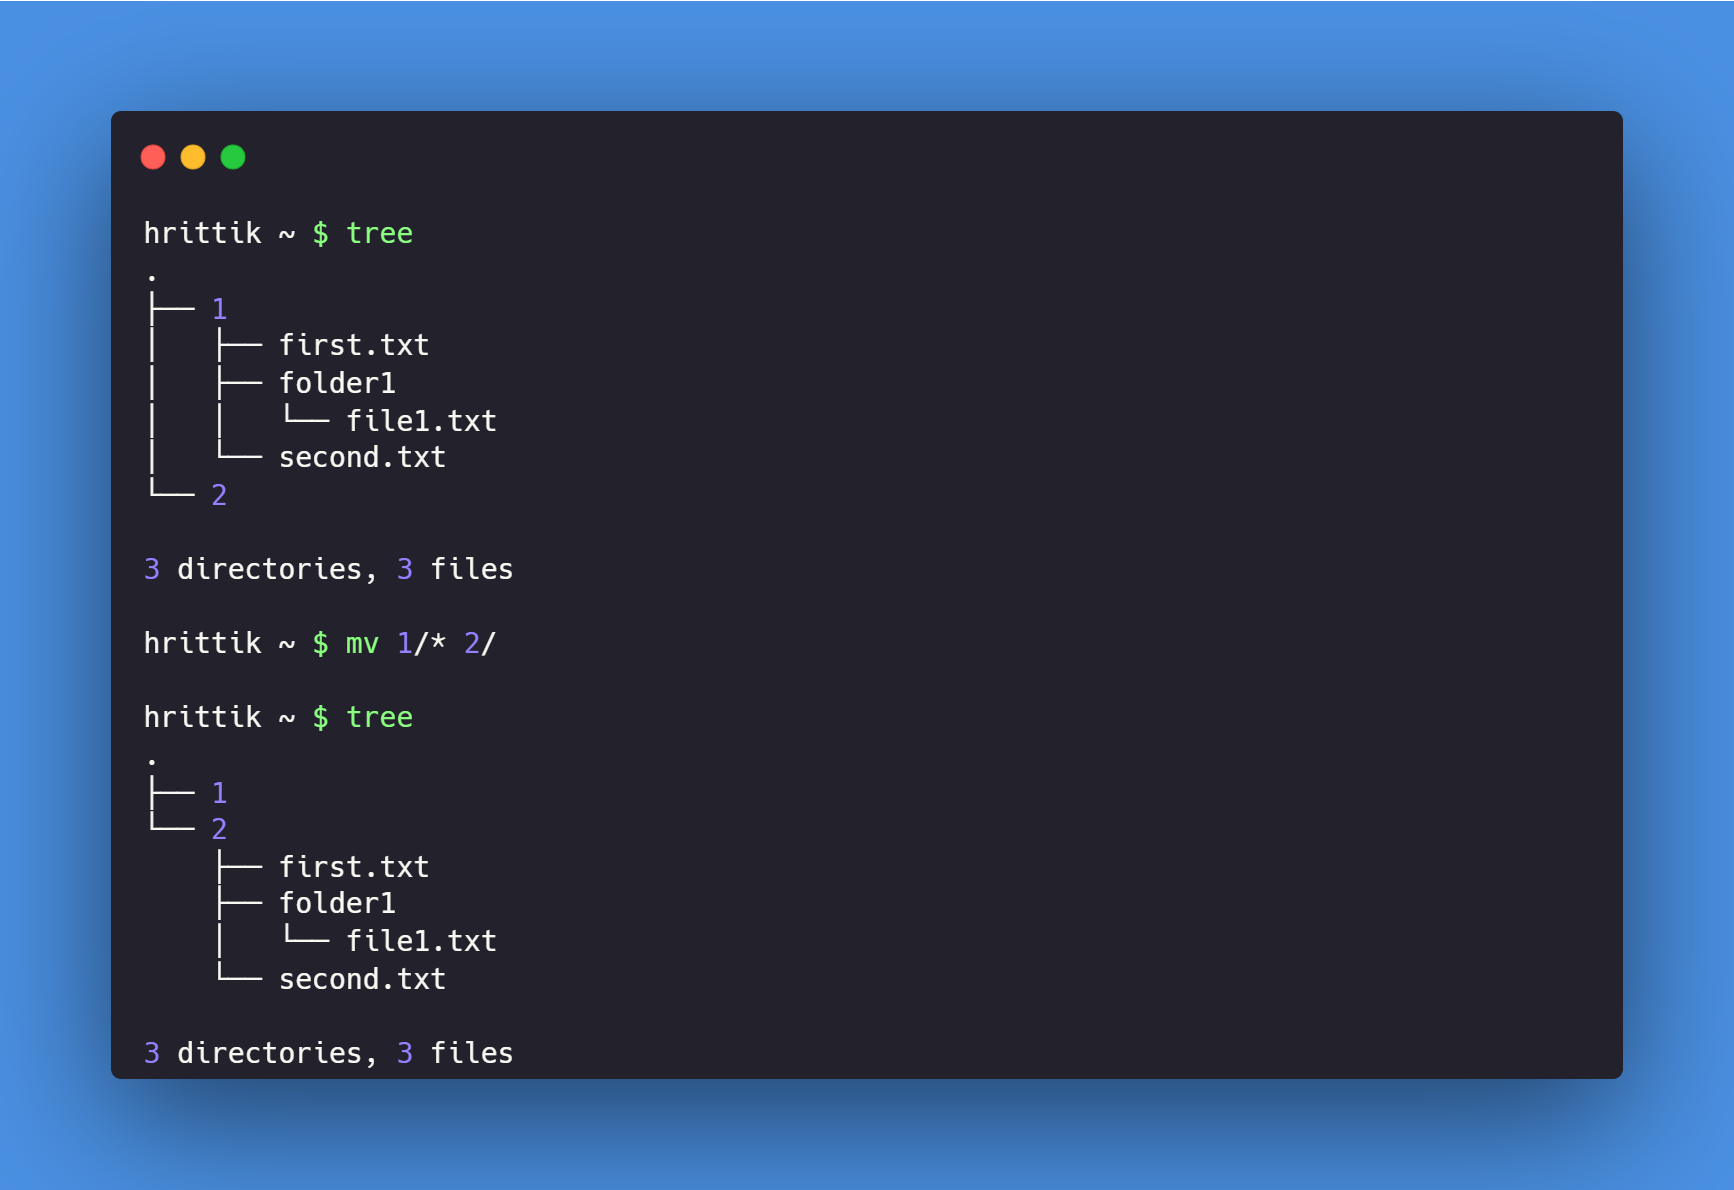 hrittik ~ $ tree
.
├── 1
│   ├── first.txt
│   ├── folder1
│   │   └── file1.txt
│   └── second.txt
└── 2
3 directories, 3 files
hrittik ~ $ mv 1/* 2/
hrittik ~ $ tree
.
├── 1
└── 2
    ├── first.txt
    ├── folder1
    │   └── file1.txt
    └── second.txt
3 directories, 3 files